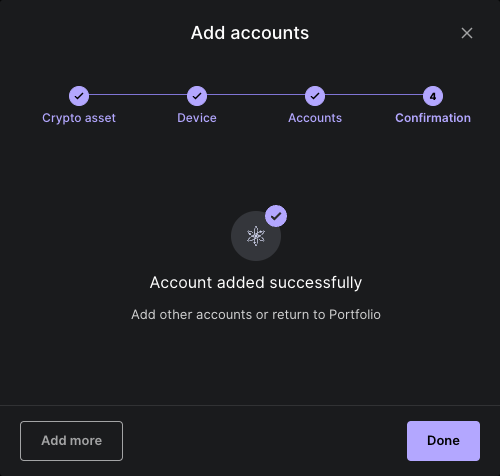 Add accounts
4
Crypto asset
Device
Accounts
Confirmation
Account added successfully
Add other accounts or return to Portfolio
Add more
Done